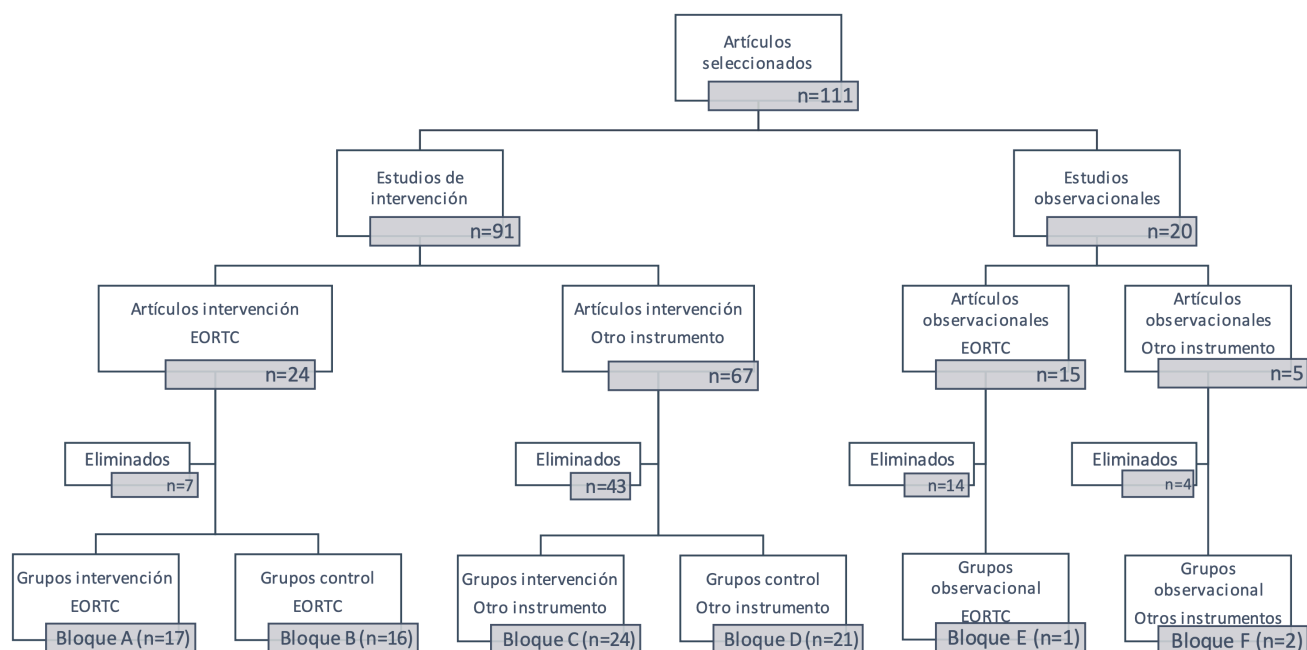 Artículos
seleccionados
n=111
Estudios de
intervención
n=91
Estudios
observacionales
n=20
Artículos intervención
EORTC
n=24
Artículos intervención
Otro instrumento
n=67
Artículos
observacionales
EORTC
n=15
Artículos
observacionales
Otro instrumento
n=5
Eliminados
n=7
Eliminados
n=43
Eliminados
n=14
Eliminados
n=4
Grupos intervención
EORTC
Bloque A (n=17)
Grupos control
EORTC
Bloque B (n=16)
Grupos intervención
Otro instrumento
Bloque C (n=24)
Grupos control
Otro instrumento
Bloque D (n=21)
Grupos
observacional
EORTC
Bloque E (n=1)
Grupos
observacional
Otros instrumentos
Bloque F (n=2)